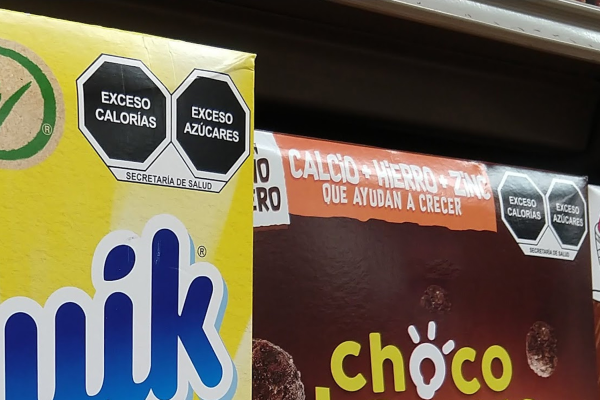 EXCESO
CALORÍAS
EXCESO
AZÚCARES
SECRETARÍA DE SALUD
®
®
CALCIO + HIERRO + ZINC
QUE AYUDAN A CRECER
EXCESO
CALORÍAS
EXCESO
AZÚCARES
SECRETARÍA DE SALUD
choco